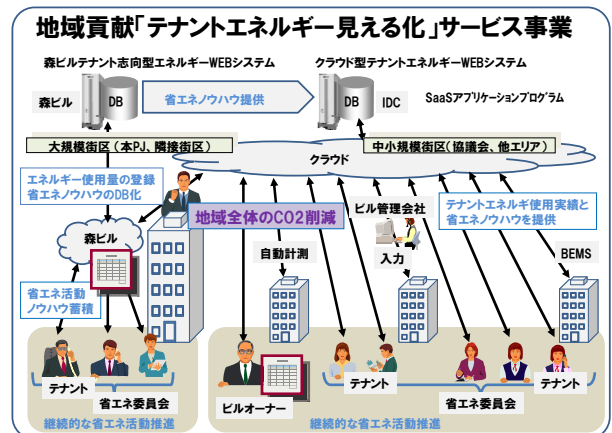 地域貢献「テナントエネルギー見える化」サービス事業
森ビルテナント志向型エネルギーWEBシステム
クラウド型テナントエネルギーWEBシステム
森ビル
DB
省エネノウハウ提供
DB
IDC
SaaSアプリケーションプログラム
大規模街区(本PJ、隣接街区)
中小規模街区(協議会、他エリア)
クラウド
エネルギー使用量の登録
省エネノウハウのDB化
地域全体のCO2削減
ビル管理会社
テナントエネルギ使用実績と
省エネノウハウを提供
森ビル
自動計測
入力
BEMS
省エネ活動
ノウハウ蓄積
テナント
省エネ委員会
ビルオーナー
テナント
省エネ委員会
テナント
継続的な省エネ活動推進
継続的な省エネ活動推進